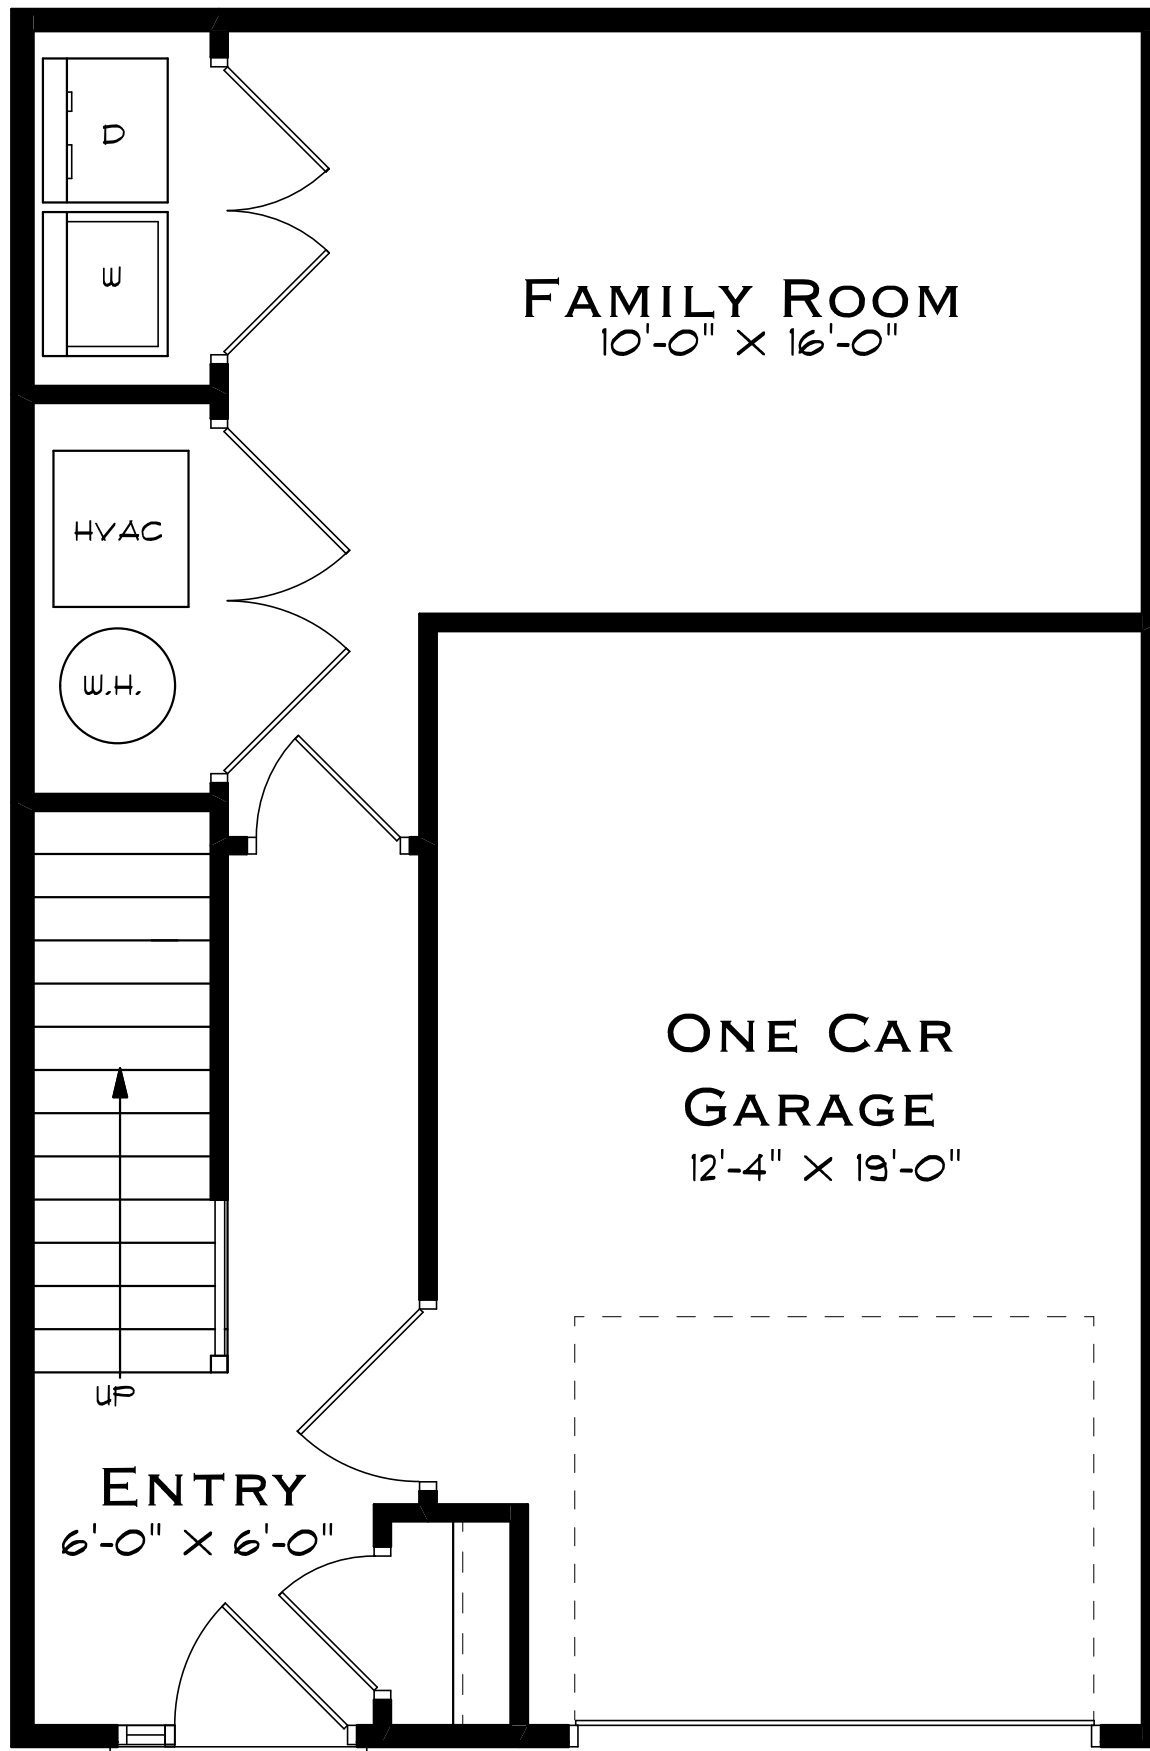 D
W
FAMILY ROOM
10'-0" X 16'-0"
HVAC
W.H.
ONE CAR
GARAGE
12'-4" X 19'-0"
UP
ENTRY
6'-0" X 6'-0"